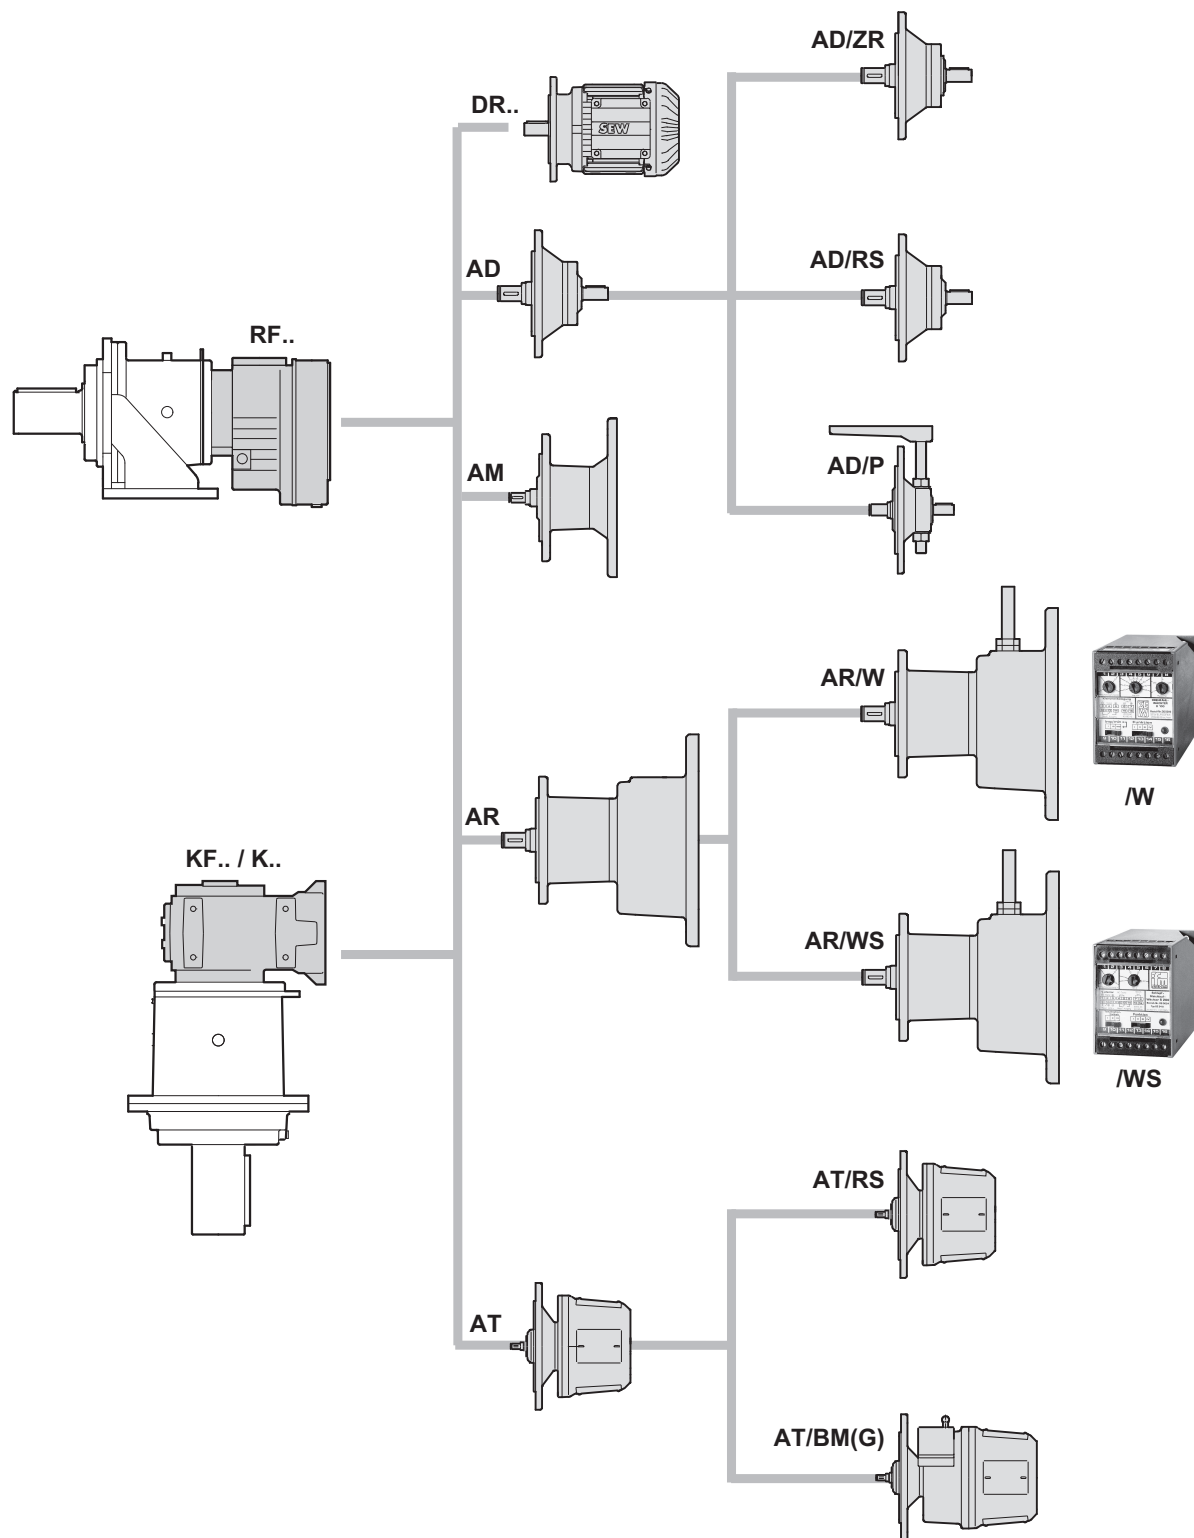 AD/ZR
DR..
SEW
AD
AD/RS
RF..
AM
AD/P
AR/W
/W
AR
KF.. / K..
AR/WS
/WS
AT/RS
AT
AT/BM(G)